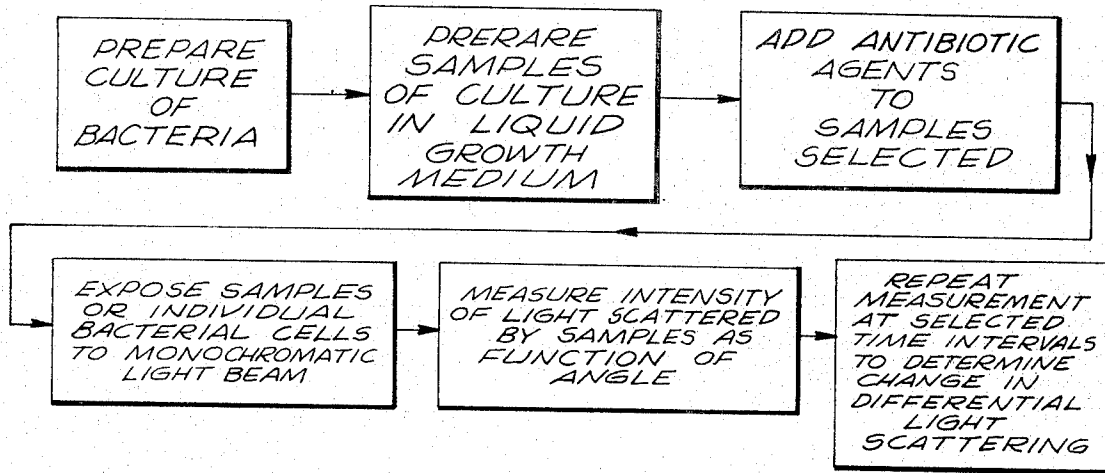 PREPARE
CULTURE
OF
BACTERIA
PRERARE
SAMPLES
OF CULTURE
IN LIQUID
GROWTH
MEDIUM
ADD ANTIBIOTIC
AGENTS
TO
SAMPLES
SELECTED
EXPOSE SAMPLES
OR INDIVIDUAL
BACTERIAL CELLS
TO MONOCHROMATIC
LIGHT BEAM
MEASURE INTENSITY
OF LIGHT SCATTERED
BY SAMPLES AS
FUNCTION OF
ANGLE
REPEAT
MEASUREMENT
AT SELECTED
TIME INTERVALS
TO DETERMINE
CHANGE IN
DIFFERENTIAL
LIGHT
SCATTERING